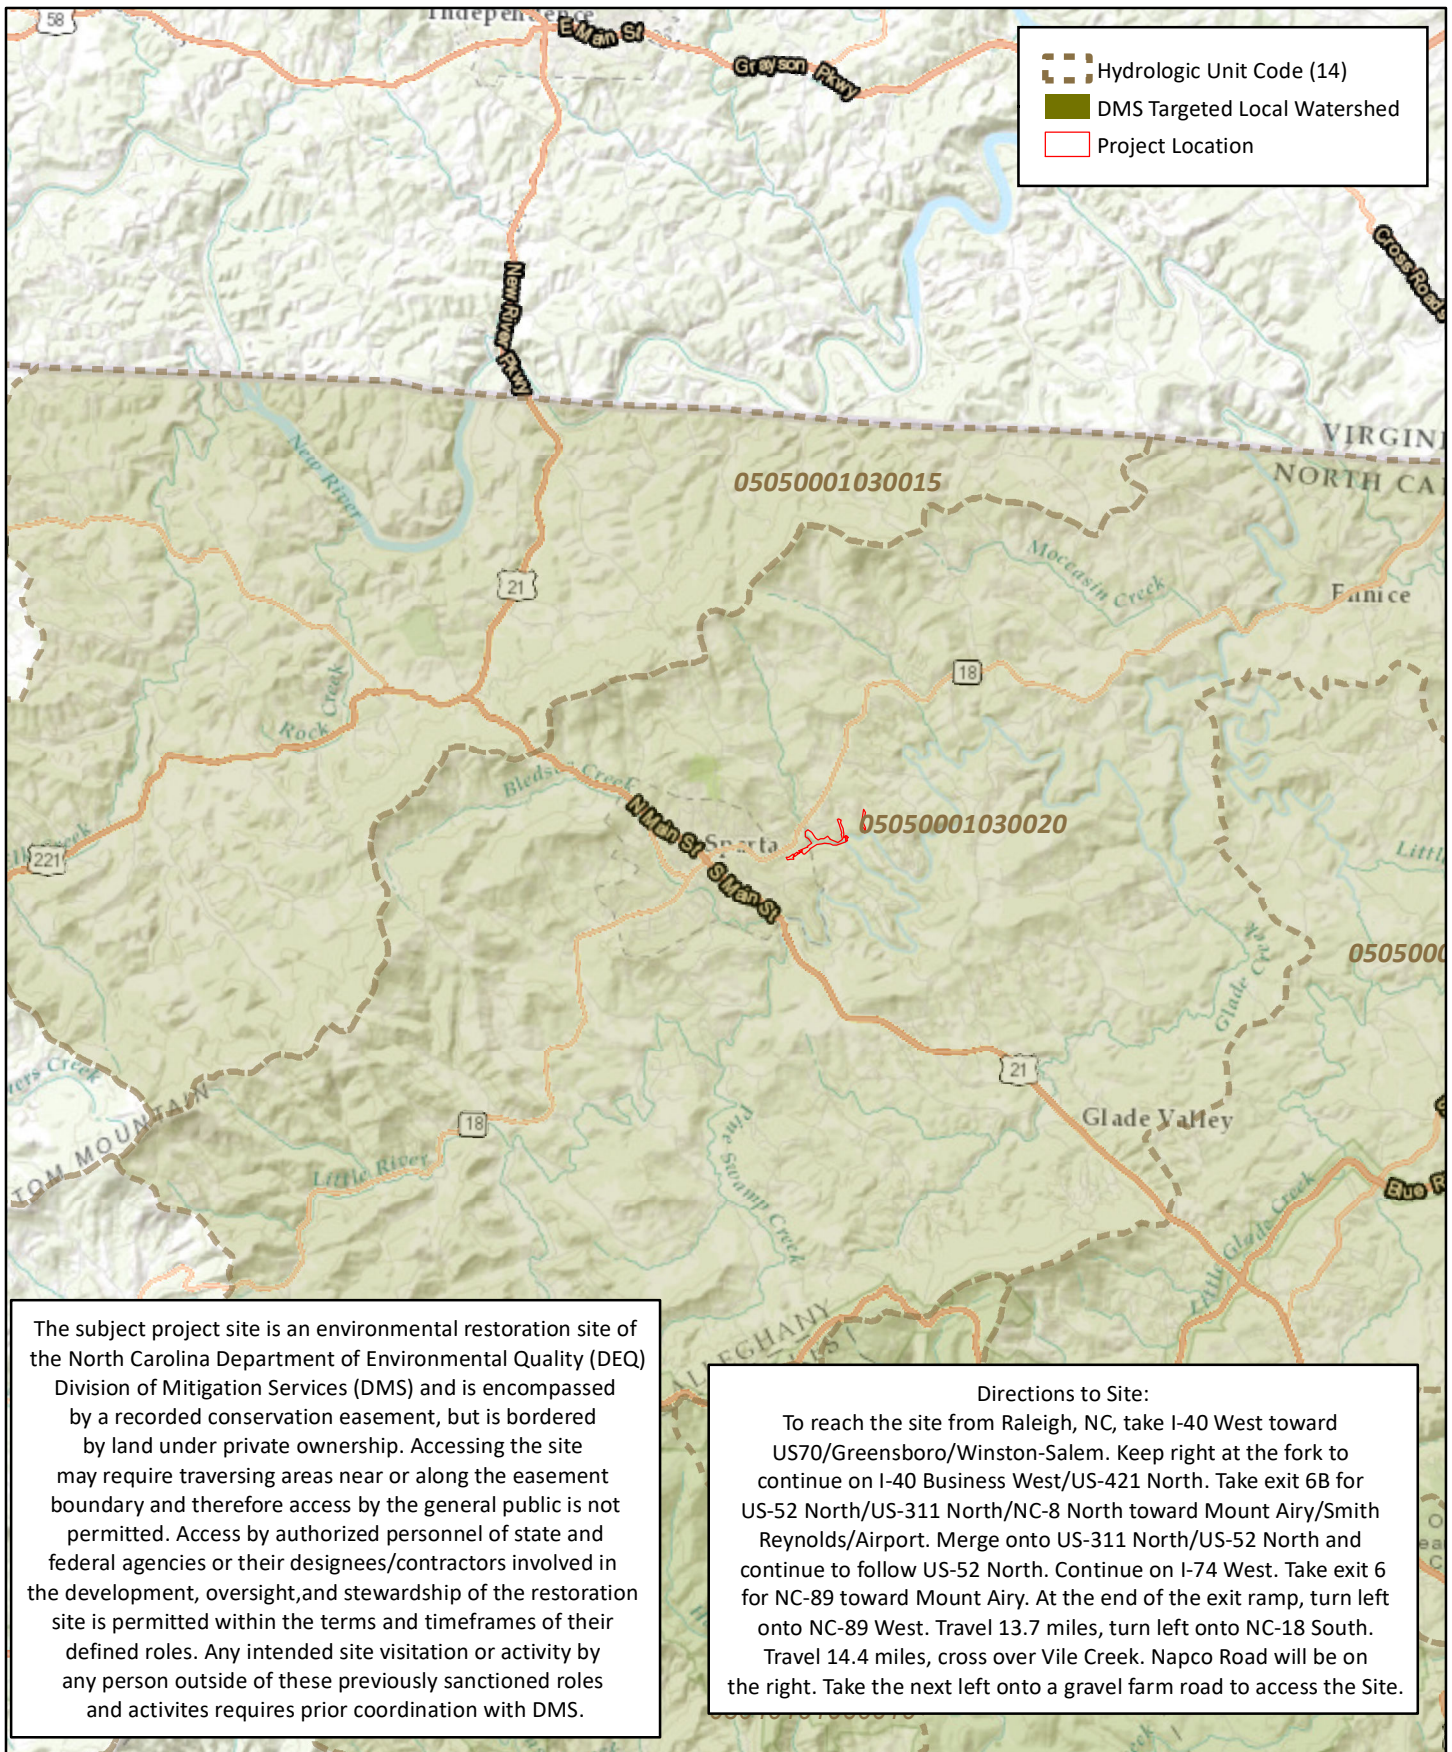 58
Independence
E Main St
Grayson Pkwy
Hydrologic Unit Code (14)
DMS Targeted Local Watershed
Project Location
Cross Roads
New River Pkwy
VIRGINI
NORTH CA
New River
05050001030015
Moccasin Creek
Ennice
21
18
Rock Creek
Bledsoe Creek
N Main St
Sparta
05050001030020
221
Creek
Little
S Main St
0505000
Glade Creek
21
ers Creek
TOM MOUNTAIN
18
Glade Valley
Pine Swamp Creek
Little River
Little Glade Creek
Blue R
ALLEGHANY
The subject project site is an environmental restoration site of
the North Carolina Department of Environmental Quality (DEQ)
Division of Mitigation Services (DMS) and is encompassed
by a recorded conservation easement, but is bordered
by land under private ownership. Accessing the site
may require traversing areas near or along the easement
boundary and therefore access by the general public is not
permitted. Access by authorized personnel of state and
federal agencies or their designees/contractors involved in
the development, oversight,and stewardship of the restoration
site is permitted within the terms and timeframes of their
defined roles. Any intended site visitation or activity by
any person outside of these previously sanctioned roles
and activites requires prior coordination with DMS.
Directions to Site:
To reach the site from Raleigh, NC, take I-40 West toward
US70/Greensboro/Winston-Salem. Keep right at the fork to
continue on I-40 Business West/US-421 North. Take exit 6B for
US-52 North/US-311 North/NC-8 North toward Mount Airy/Smith
Reynolds/Airport. Merge onto US-311 North/US-52 North and
continue to follow US-52 North. Continue on I-74 West. Take exit 6
for NC-89 toward Mount Airy. At the end of the exit ramp, turn left
onto NC-89 West. Travel 13.7 miles, turn left onto NC-18 South.
Travel 14.4 miles, cross over Vile Creek. Napco Road will be on
the right. Take the next left onto a gravel farm road to access the Site.